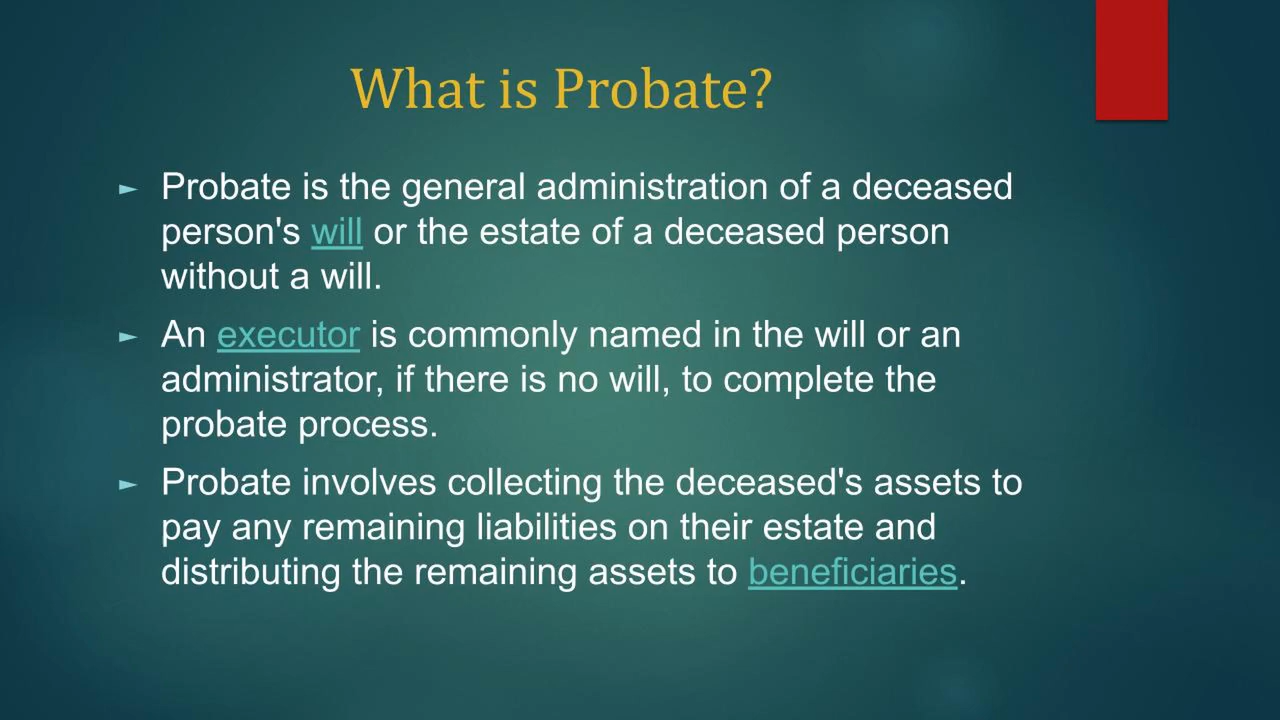 What is Probate?
► Probate is the general administration of a deceased
person's will or the estate of a deceased person
without a will.
► An executor is commonly named in the will or an
administrator, if there is no will, to complete the
probate process.
► Probate involves collecting the deceased's assets to
pay any remaining liabilities on their estate and
distributing the remaining assets to beneficiaries.